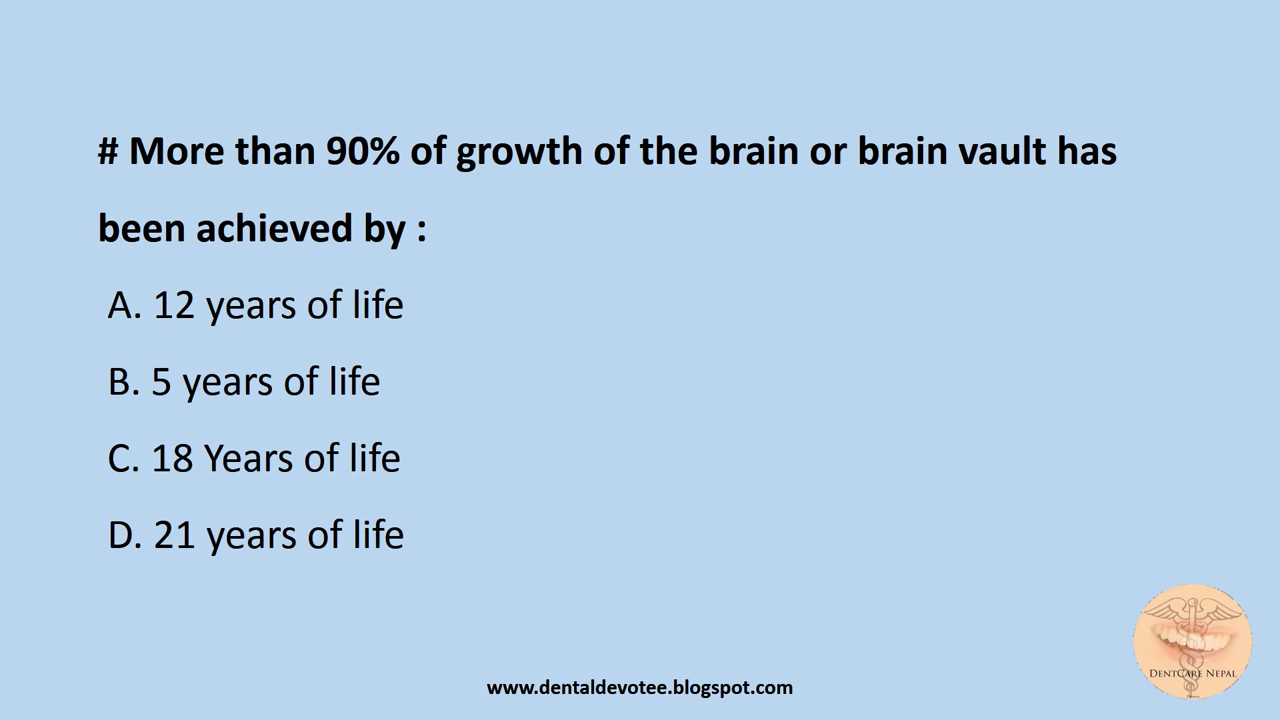 # More than 90% of growth of the brain or brain vault has
been achieved by :
A. 12 years of life
B. 5 years of life
C. 18 Years of life
D. 21 years of life
DENTCARE NEPAL
www.dentaldevotee.blogspot.com